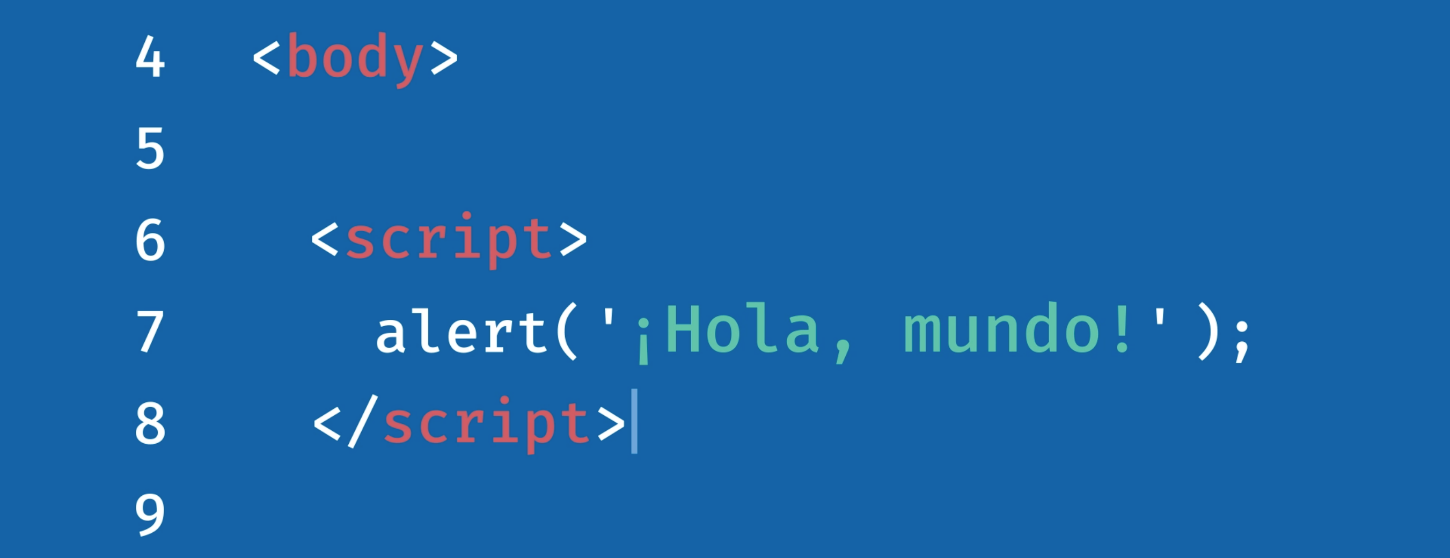 4 <body>
5
6 <script>
7 alert('¡Hola, mundo!');
8 </script>
9